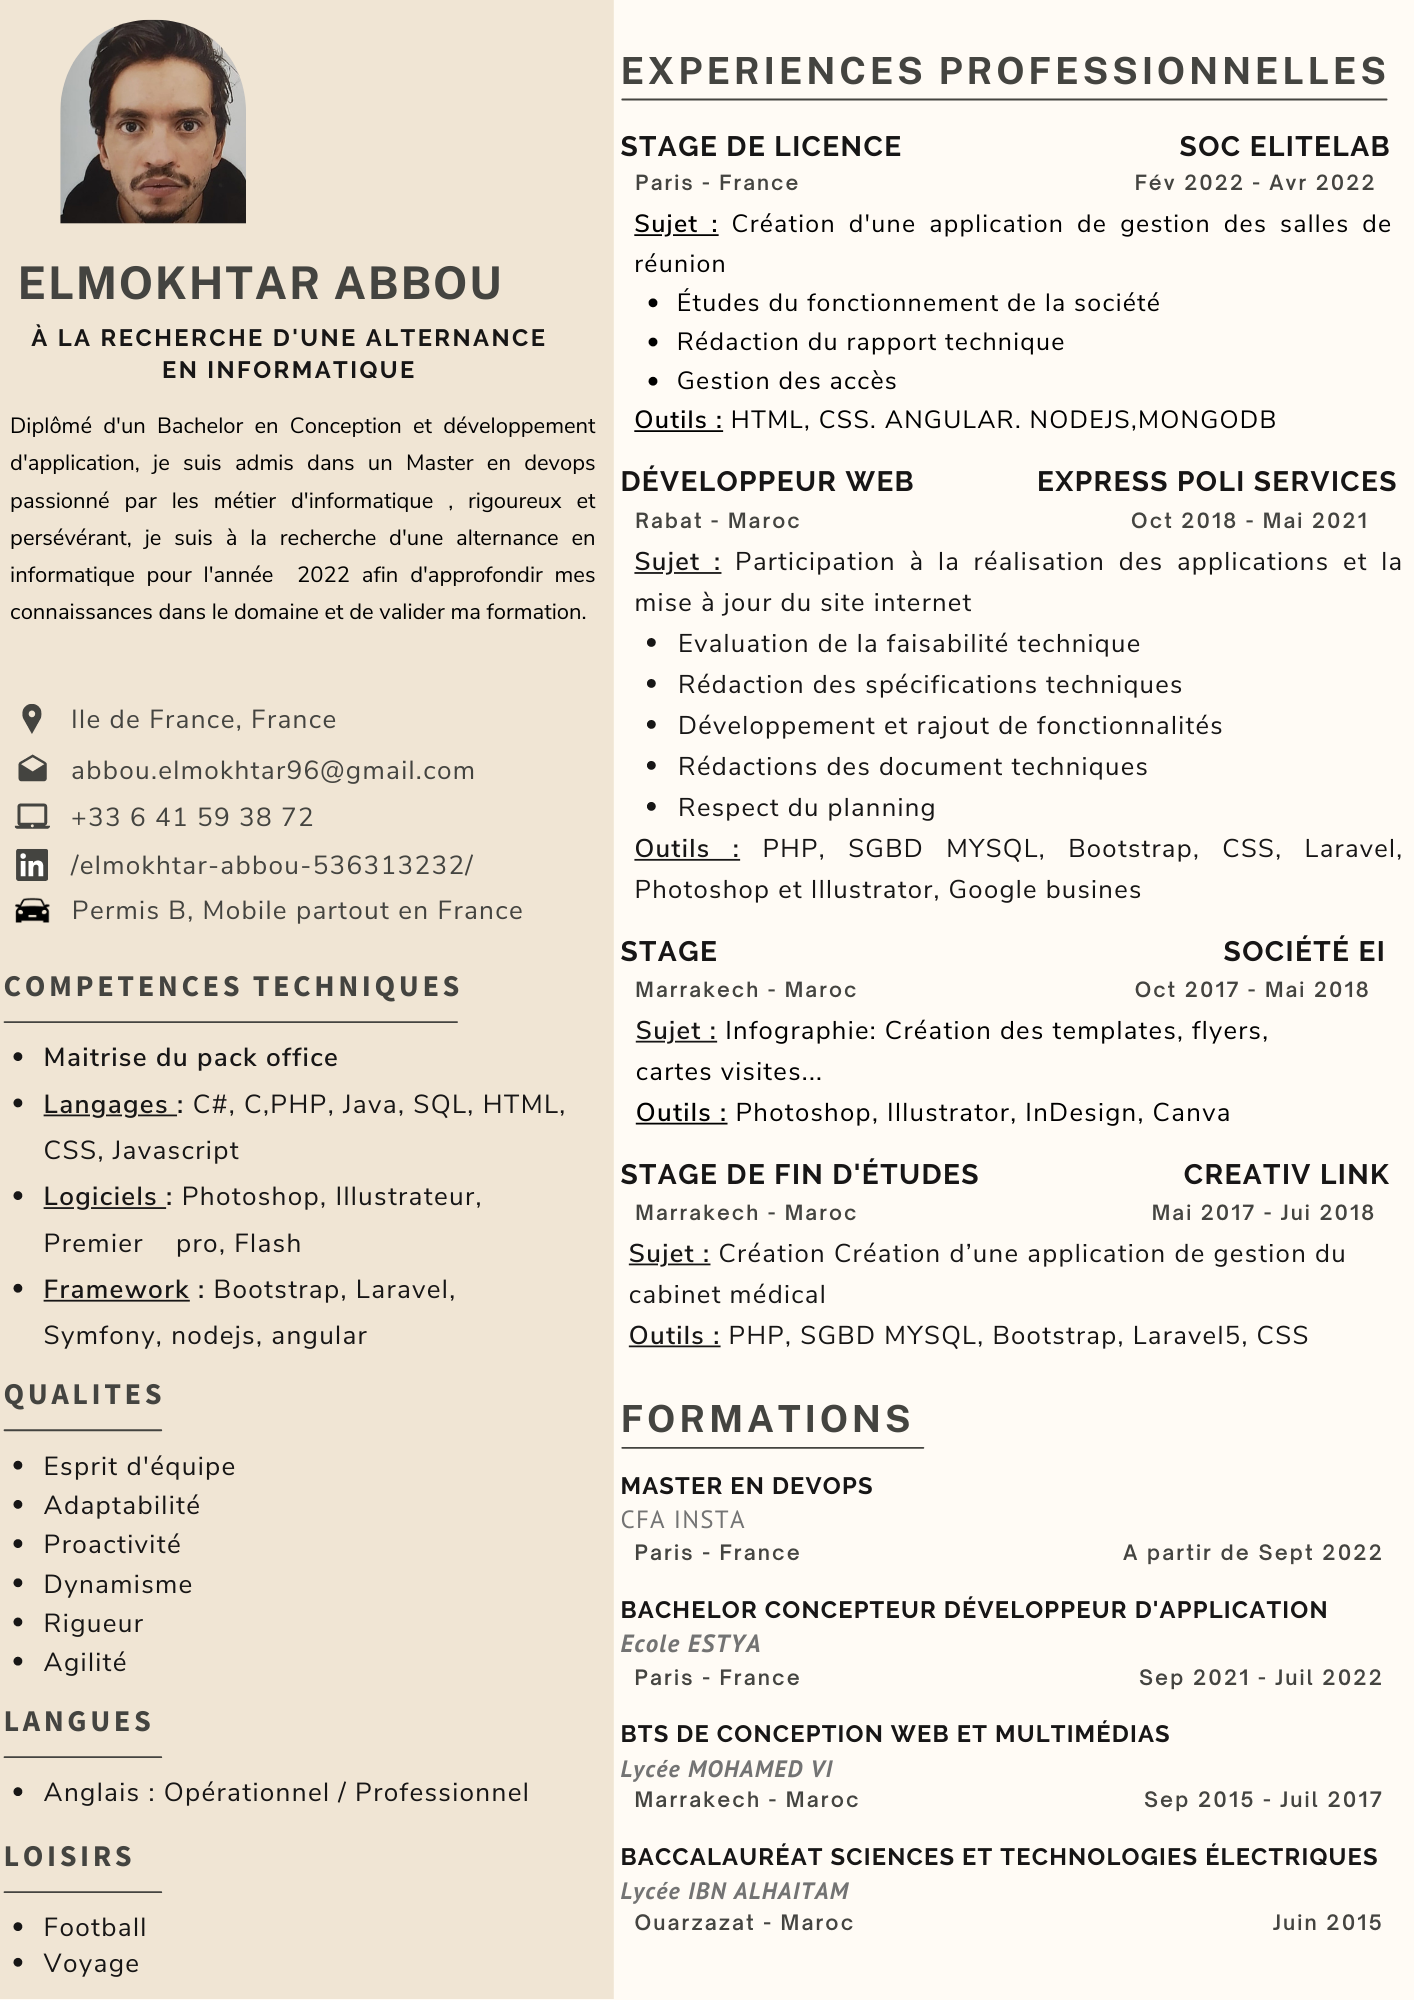 ELMOKHTAR ABBOU
À LA RECHERCHE D'UNE ALTERNANCE
EN INFORMATIQUE
Diplômé d'un Bachelor en Conception et développement
d'application, je suis admis dans un Master en devops
passionné par les métier d'informatique , rigoureux et
persévérant, je suis à la recherche d'une alternance en
informatique pour l'année 2022 afin d'approfondir mes
connaissances dans le domaine et de valider ma formation.
Ile de France, France
abbou.elmokhtar96@gmail.com
+33 6 41 59 38 72
/elmokhtar-abbou-536313232/
Permis B, Mobile partout en France
COMPETENCES TECHNIQUES
• Maitrise du pack office
• Langages : C#, C,PHP, Java, SQL, HTML,
CSS, Javascript
• Logiciels : Photoshop, Illustrateur,
Premier pro, Flash
• Framework : Bootstrap, Laravel,
Symfony, nodejs, angular
QUALITES
• Esprit d'équipe
• Adaptabilité
• Proactivité
• Dynamisme
• Rigueur
• Agilité
LANGUES
• Anglais : Opérationnel / Professionnel
LOISIRS
• Football
• Voyage
EXPERIENCES PROFESSIONNELLES
STAGE DE LICENCE SOC ELITELAB
Paris - France Fév 2022 - Avr 2022
Sujet : Création d'une application de gestion des salles de
réunion
• Études du fonctionnement de la société
• Rédaction du rapport technique
• Gestion des accès
Outils : HTML, CSS. ANGULAR. NODEJS,MONGODB
DÉVELOPPEUR WEB EXPRESS POLI SERVICES
Rabat - Maroc Oct 2018 - Mai 2021
Sujet : Participation à la réalisation des applications et la
mise à jour du site internet
• Evaluation de la faisabilité technique
• Rédaction des spécifications techniques
• Développement et rajout de fonctionnalités
• Rédactions des document techniques
• Respect du planning
Outils : PHP, SGBD MYSQL, Bootstrap, CSS, Laravel,
Photoshop et Illustrator, Google busines
STAGE SOCIÉTÉ EI
Marrakech - Maroc Oct 2017 - Mai 2018
Sujet : Infographie: Création des templates, flyers,
cartes visites...
Outils : Photoshop, Illustrator, InDesign, Canva
STAGE DE FIN D'ÉTUDES CREATIV LINK
Marrakech - Maroc Mai 2017 - Jui 2018
Sujet : Création Création d’une application de gestion du
cabinet médical
Outils : PHP, SGBD MYSQL, Bootstrap, Laravel5, CSS
FORMATIONS
MASTER EN DEVOPS
CFA INSTA
Paris - France A partir de Sept 2022
BACHELOR CONCEPTEUR DÉVELOPPEUR D'APPLICATION
Ecole ESTYA
Paris - France Sep 2021 - Juil 2022
BTS DE CONCEPTION WEB ET MULTIMÉDIAS
Lycée MOHAMED VI
Marrakech - Maroc Sep 2015 - Juil 2017
BACCALAURÉAT SCIENCES ET TECHNOLOGIES ÉLECTRIQUES
Lycée IBN ALHAITAM
Ouarzazat - Maroc Juin 2015